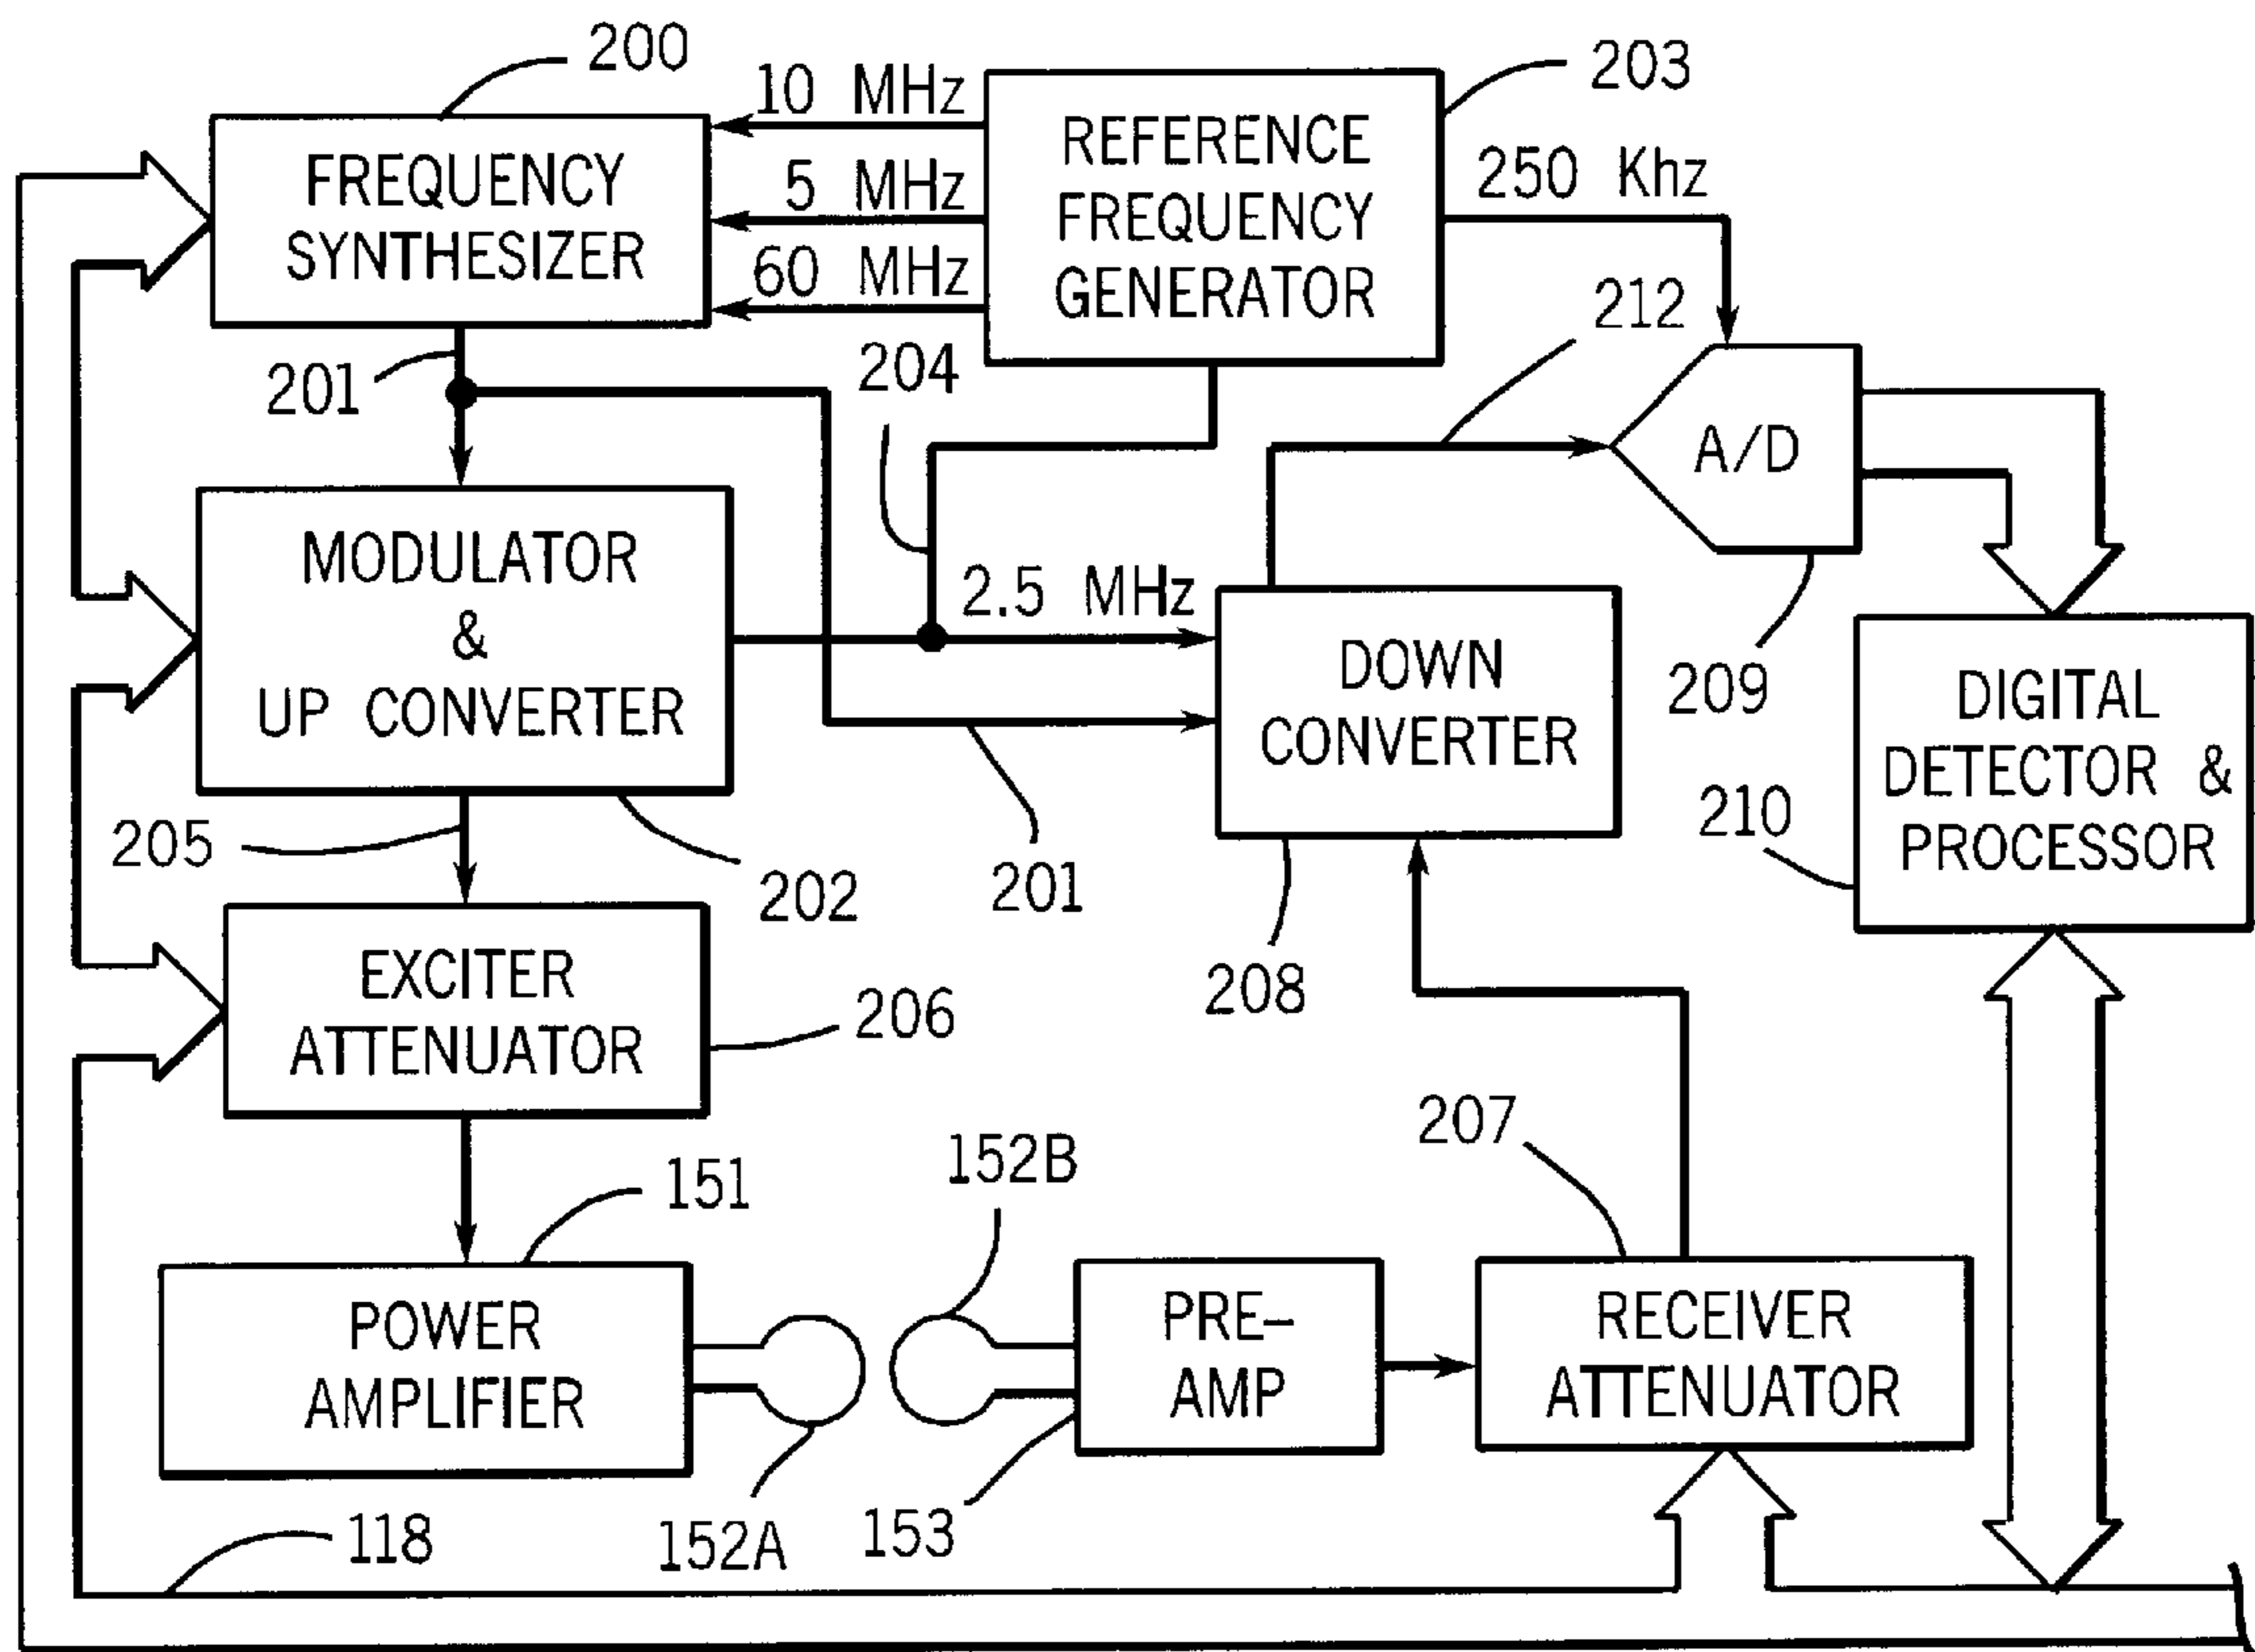 200
10 MHz
203
REFERENCE
FREQUENCY
GENERATOR
FREQUENCY
SYNTHESIZER
5 MHz
250 Khz
60 MHz
212
201
204
A/D
MODULATOR
&
UP CONVERTER
2.5 MHz
DOWN
CONVERTER
209
DIGITAL
DETECTOR &
PROCESSOR
210
205
202
201
208
EXCITER
ATTENUATOR
206
207
151
152B
POWER
AMPLIFIER
PRE-
AMP
RECEIVER
ATTENUATOR
118
152A
153